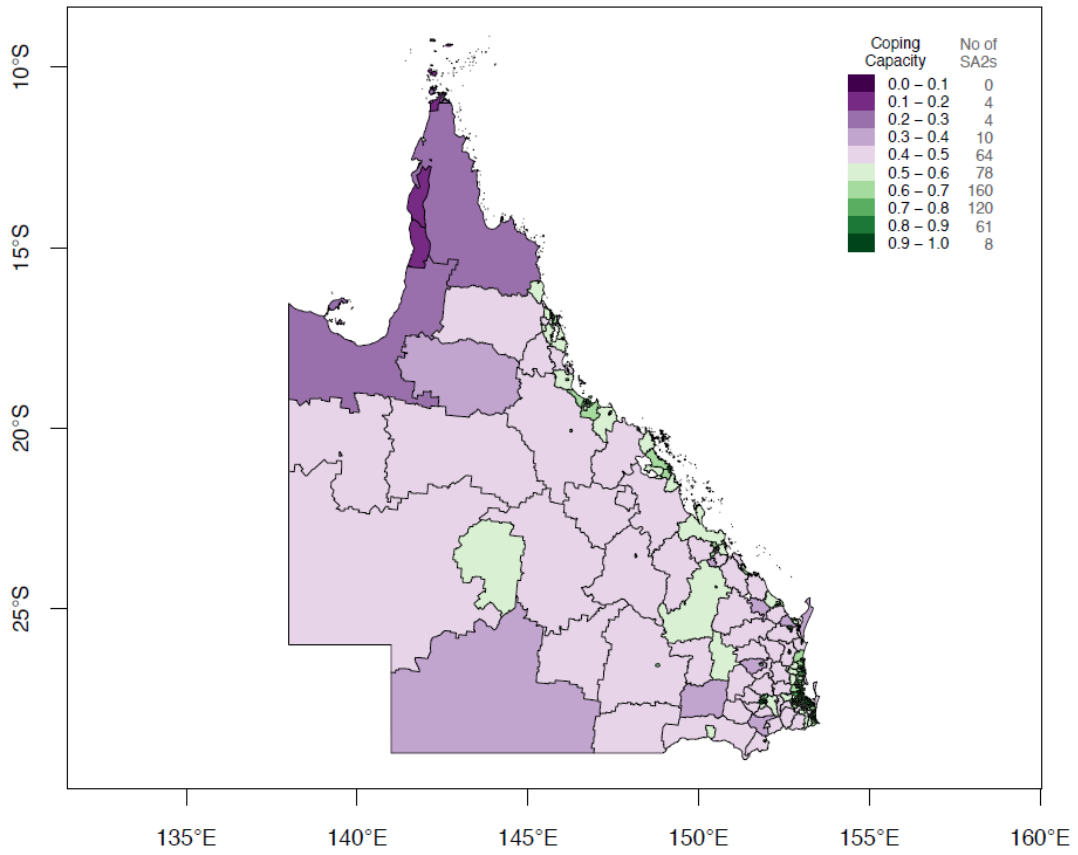 Coping No of
Capacity SA2s
0.0 – 0.1 0
0.1 – 0.2 4
0.2 – 0.3 4
0.3 – 0.4 10
0.4 – 0.5 64
0.5 – 0.6 78
0.6 – 0.7 160
0.7 – 0.8 120
0.8 – 0.9 61
0.9 – 1.0 8
10°S
15°S
20°S
25°S
135°E 140°E 145°E 150°E 155°E 160°E